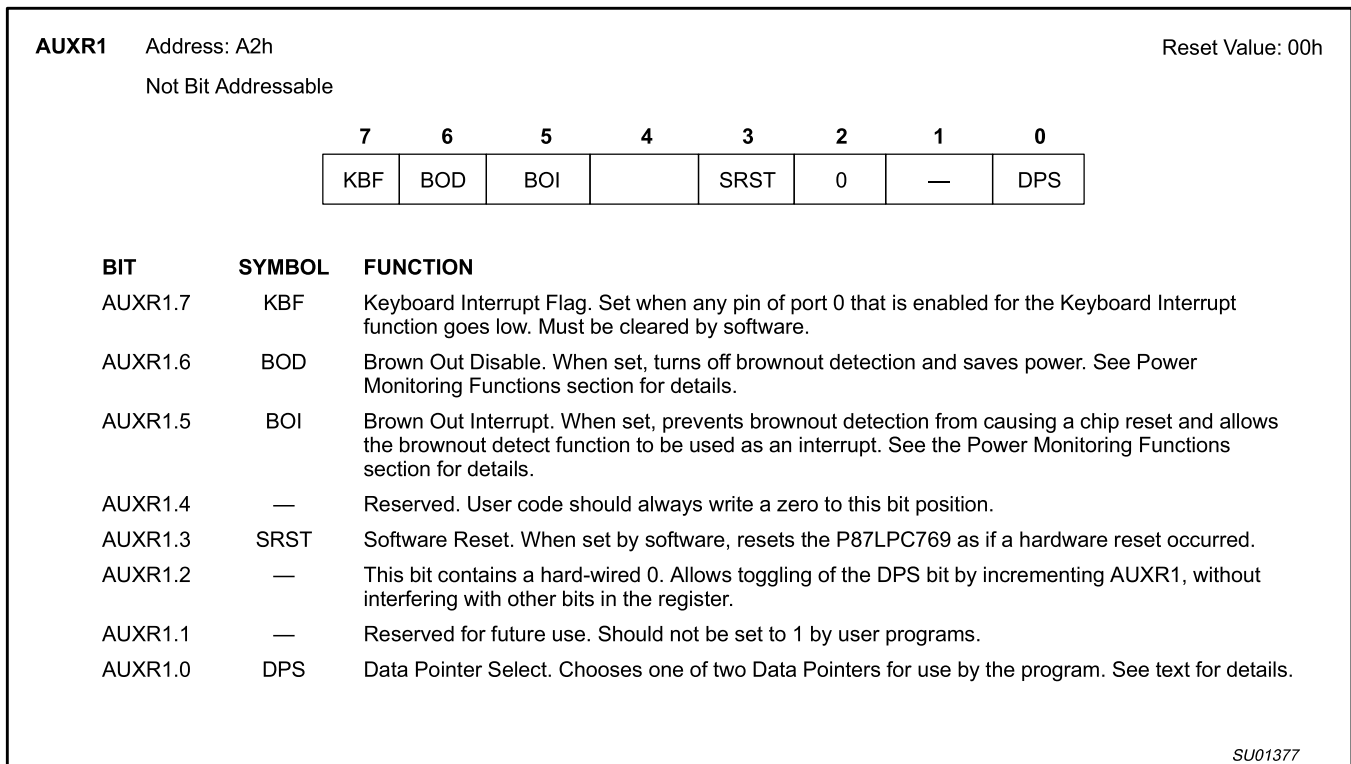 AUXR1 Address: A2h Reset Value: 00h
Not Bit Addressable
7 6 5 4 3 2 1 0
KBF BOD BOI SRST 0 — DPS
BIT SYMBOL FUNCTION
AUXR1.7 KBF Keyboard Interrupt Flag. Set when any pin of port 0 that is enabled for the Keyboard Interrupt
function goes low. Must be cleared by software.
AUXR1.6 BOD Brown Out Disable. When set, turns off brownout detection and saves power. See Power
Monitoring Functions section for details.
AUXR1.5 BOI Brown Out Interrupt. When set, prevents brownout detection from causing a chip reset and allows
the brownout detect function to be used as an interrupt. See the Power Monitoring Functions
section for details.
AUXR1.4 — Reserved. User code should always write a zero to this bit position.
AUXR1.3 SRST Software Reset. When set by software, resets the P87LPC769 as if a hardware reset occurred.
AUXR1.2 — This bit contains a hard-wired 0. Allows toggling of the DPS bit by incrementing AUXR1, without
interfering with other bits in the register.
AUXR1.1 — Reserved for future use. Should not be set to 1 by user programs.
AUXR1.0 DPS Data Pointer Select. Chooses one of two Data Pointers for use by the program. See text for details.
SU01377